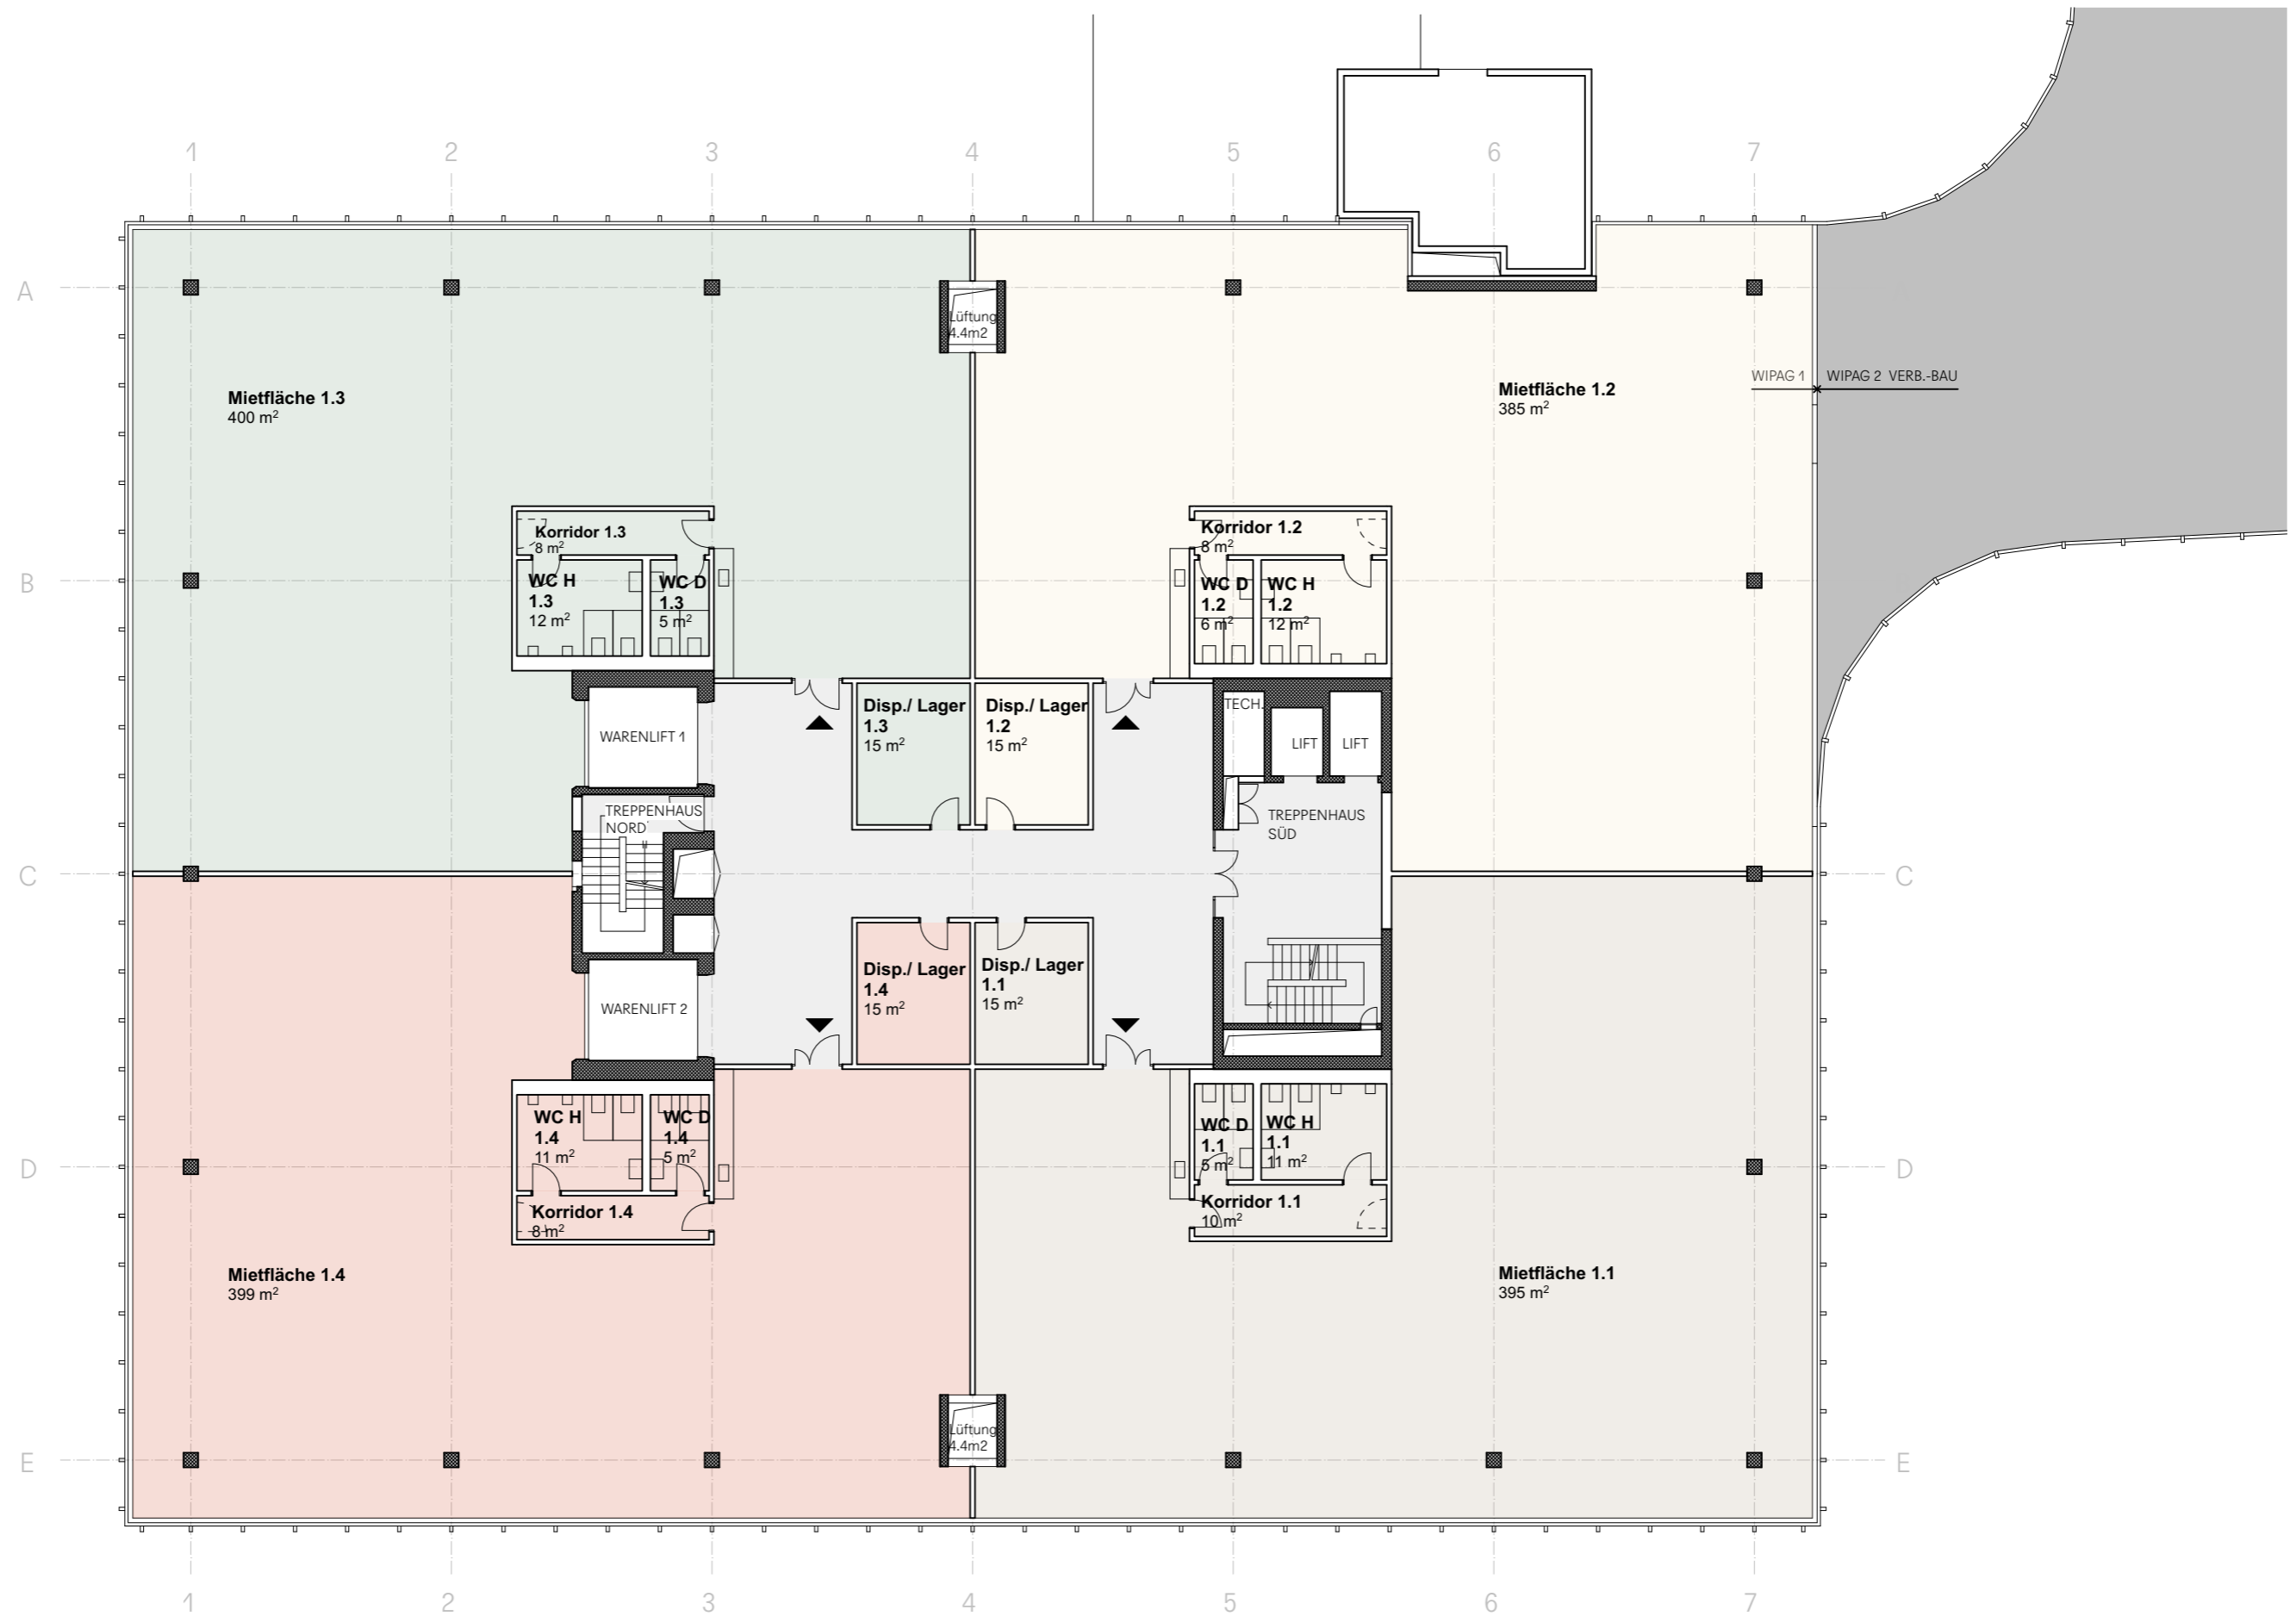 1 2 3 4 5 6 7
A
Lüftung
4.4m2
WIPAG 1 WIPAG 2 VERB.-BAU
Mietfläche 1.3
400 m²
Mietfläche 1.2
385 m²
Korridor 1.3
8 m²
Korridor 1.2
8 m²
B
WC H
1.3
12 m²
WC D
1.3
5 m²
WC D
1.2
6 m²
WC H
1.2
12 m²
Disp./ Lager
1.3
15 m²
Disp./ Lager
1.2
15 m²
TECH.
WARENLIFT 1
LIFT
LIFT
TREPPENHAUS
NORD
TREPPENHAUS
SÜD
C C
Disp./ Lager
1.4
15 m²
Disp./ Lager
1.1
15 m²
WARENLIFT 2
WC H
1.4
11 m²
WC D
1.4
5 m²
WC D
1.1
5 m²
WC H
1.1
11 m²
D D
Korridor 1.4
8 m²
Korridor 1.1
10 m²
Mietfläche 1.4
399 m²
Mietfläche 1.1
395 m²
Lüftung
4.4m2
E E
1 2 3 4 5 6 7